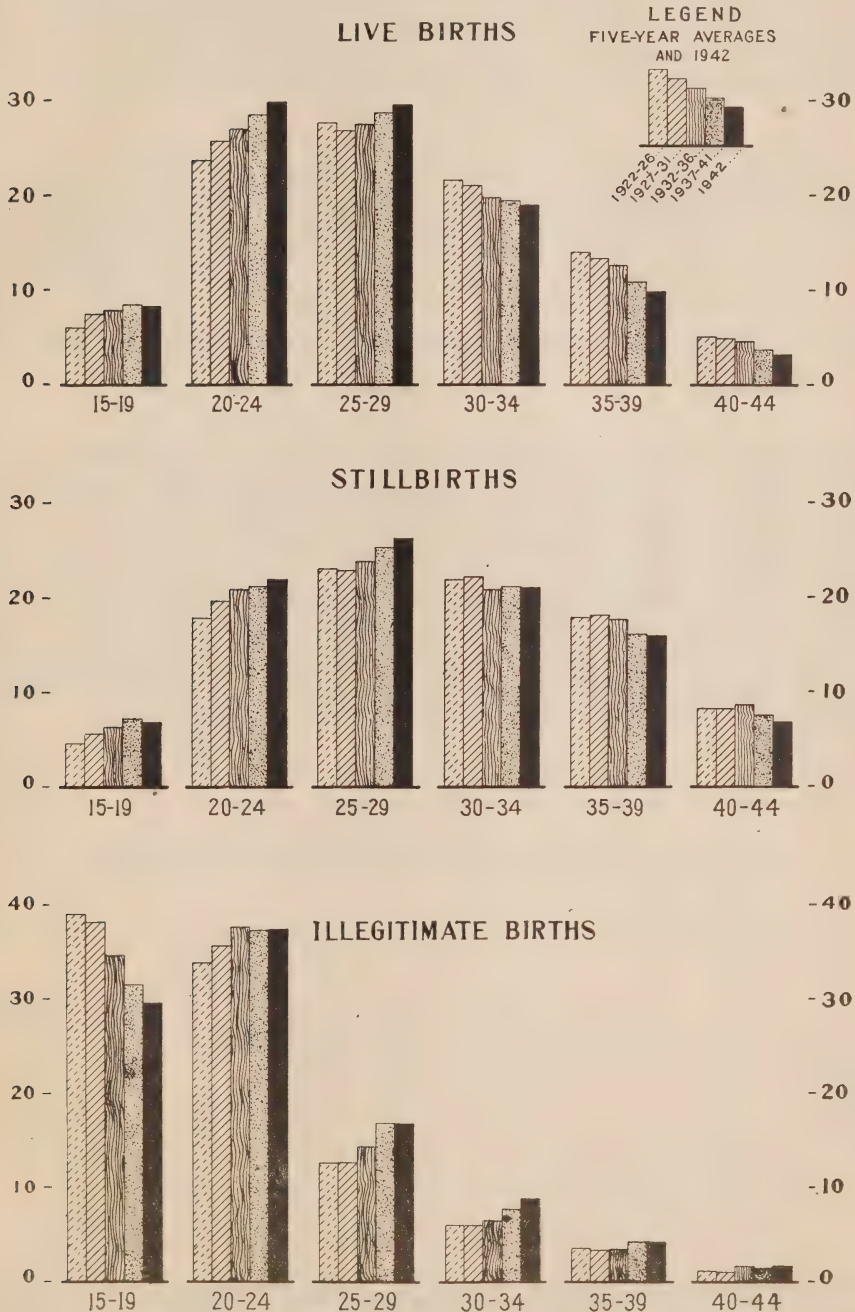 LIVE BIRTHS
LEGEND
FIVE-YEAR AVERAGES
AND 1942
1922-26
1927-31
1932-36
1937-41
1942
30 - - 30
20 - - 20
10 - - 10
0 - - 0
15-19 20-24 25-29 30-34 35-39 40-44
STILLBIRTHS
30 - - 30
20 - - 20
10 - - 10
0 - - 0
15-19 20-24 25-29 30-34 35-39 40-44
40 - - 40
ILLEGITIMATE BIRTHS
30 - - 30
20 - - 20
10 - - 10
0 - - 0
15-19 20-24 25-29 30-34 35-39 40-44